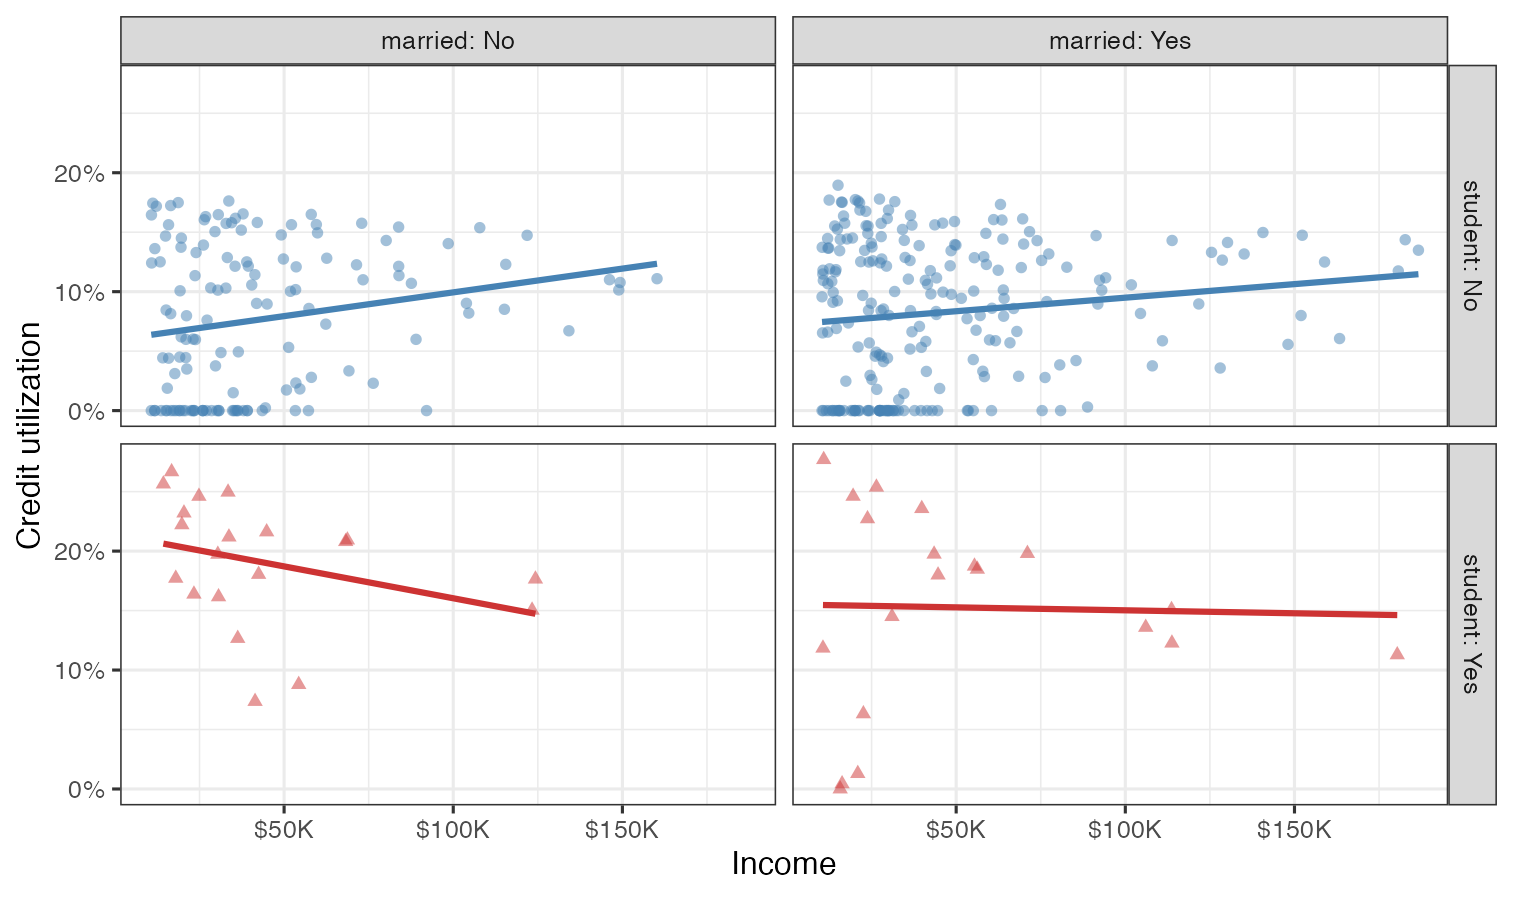 married: No
married: Yes
20%
10%
0%
student: No
20%
10%
0%
student: Yes
Credit utilization
$50K
$100K
$150K
$50K
$100K
$150K
Income